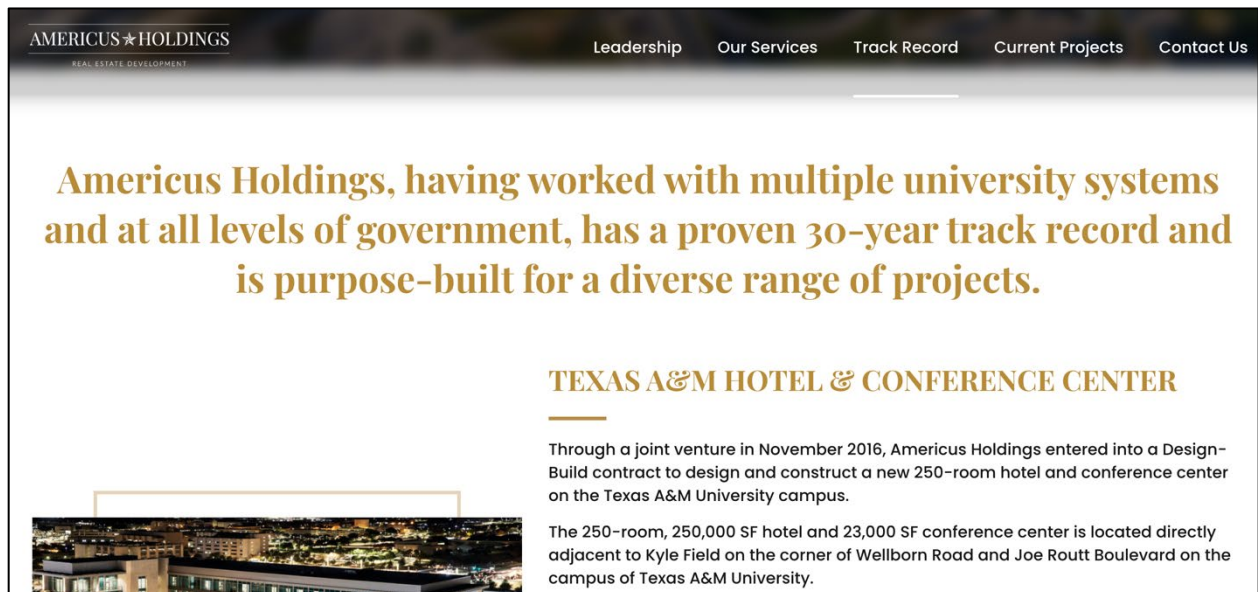 AMERICUS★HOLDINGS
REAL ESTATE DEVELOPMENT
Leadership Our Services Track Record Current Projects Contact Us
Americus Holdings, having worked with multiple university systems
and at all levels of government, has a proven 30-year track record and
is purpose-built for a diverse range of projects.
TEXAS A&M HOTEL & CONFERENCE CENTER
Through a joint venture in November 2016, Americus Holdings entered into a Design-
Build contract to design and construct a new 250-room hotel and conference center
on the Texas A&M University campus.
The 250-room, 250,000 SF hotel and 23,000 SF conference center is located directly
adjacent to Kyle Field on the corner of Wellborn Road and Joe Routt Boulevard on the
campus of Texas A&M University.